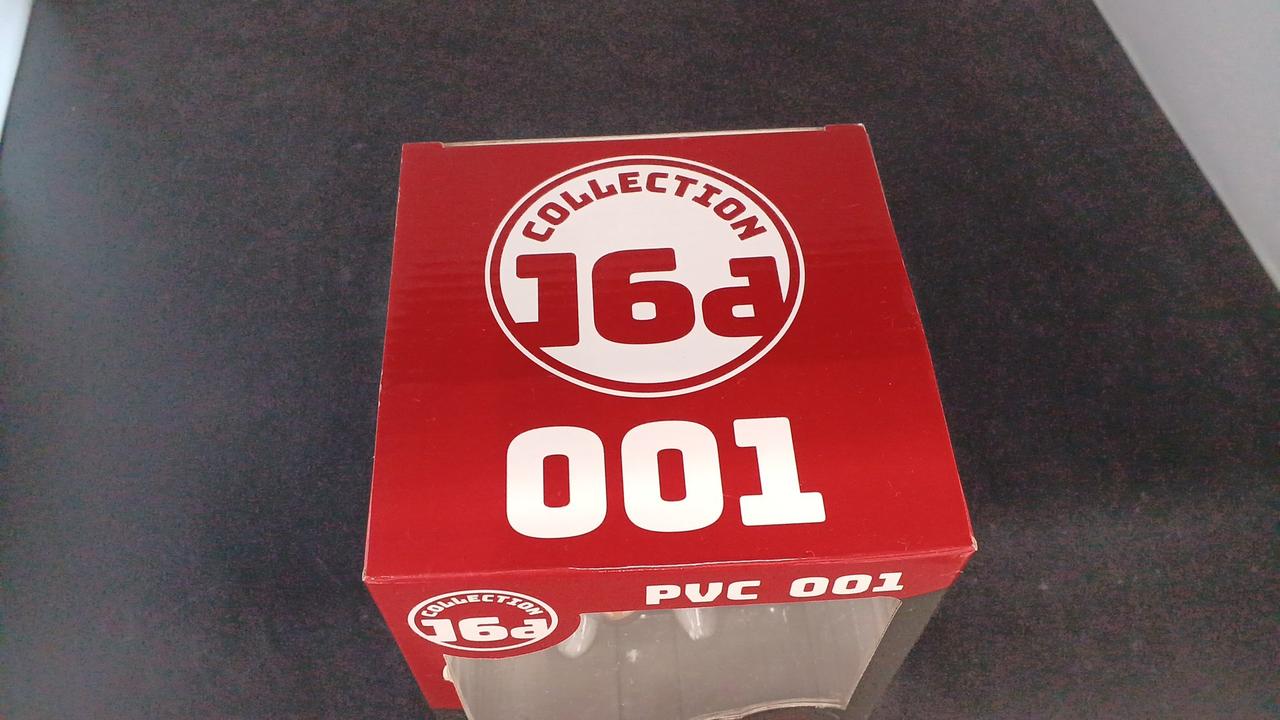 COLLECTION
16d
001
PVC 001
COLLECTION
16d